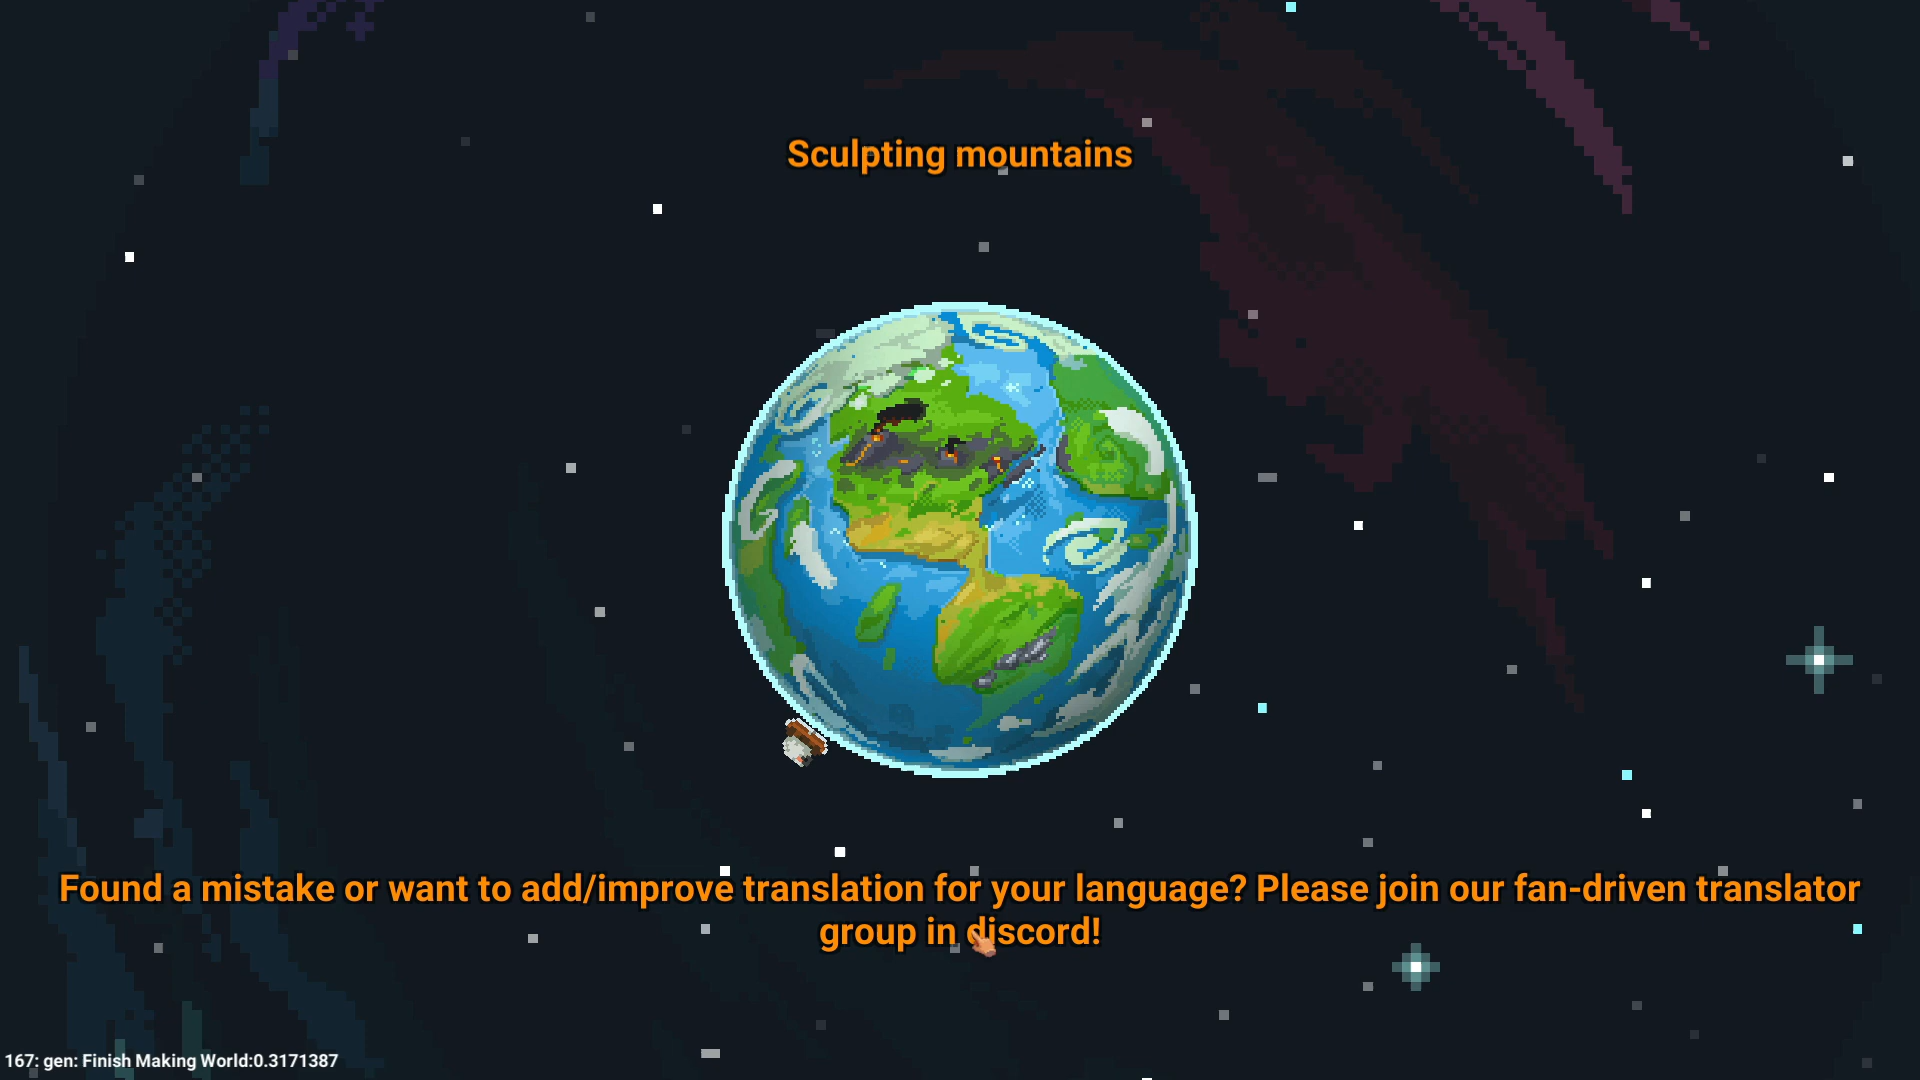 Sculpting mountains
Found a mistake or want to add/improve translation for your language? Please join our fan-driven translator
group in discord!
167: gen: Finish Making World:0.3171387